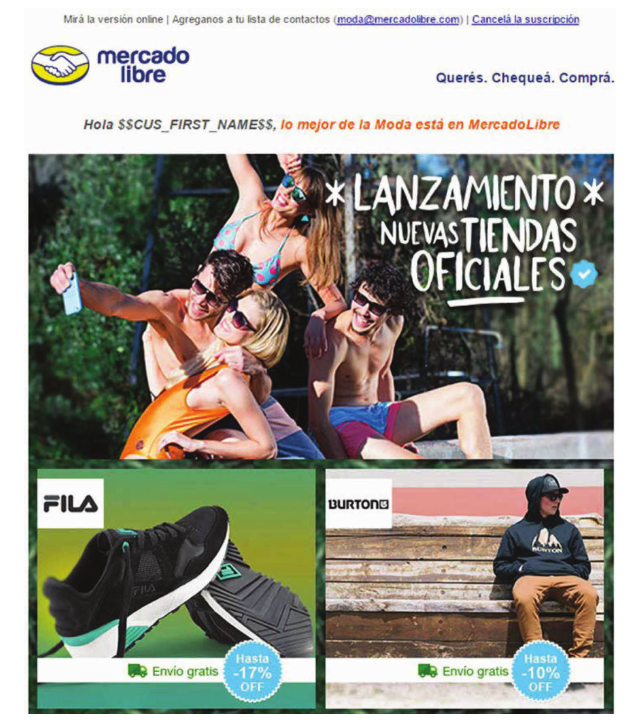 Mirá la versión online | Agreganos a tu lista de contactos (moda@mercadolibre.com) | Cancelá la suscripción
mercado
libre
Querés. Chequeá. Comprá.
Hola $$CUS_FIRST_NAME$$, lo mejor de la Moda está en MercadoLibre
*LANZAMIENTO*
NUEVAS TIENDAS
OFICIALES
FILA
FILA
Envío gratis
Hasta
-17%
OFF
BURTON
BURTON
Envío gratis
Hasta
-10%
OFF